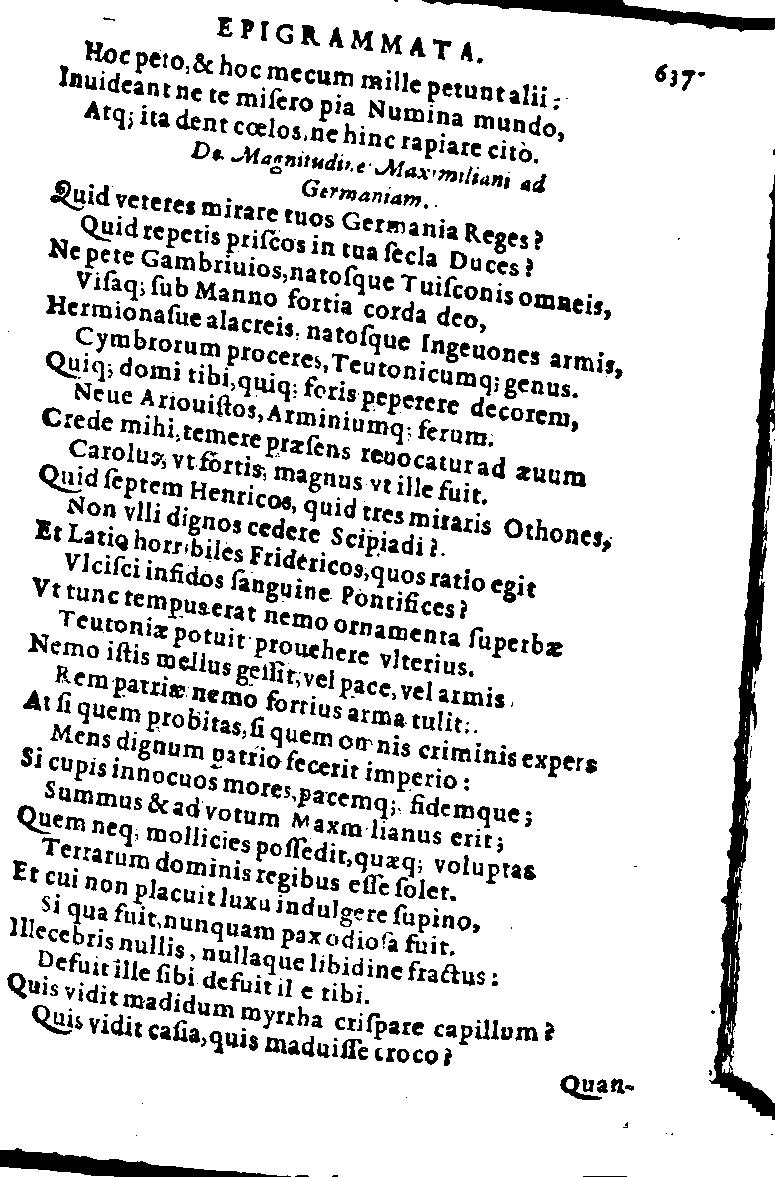 EPIGRAMMATA. 637
Hoc peto, & hoc mecum mille petunt alii:
Inuideant ne te miſero pia Numina mundo,
Atq; ita dent cœlos, ne hinc rapiare citò.
De Magnitudine Maximiliani ad
Germaniam.
Quid veteres mirare tuos Germania Reges?
Quid repetis priſcos in tua ſecla Duces?
Ne pete Gambriuios, natoſque Tuiſconis omneis,
Viſaq; ſub Manno fortia corda deo,
Hermionaſue alacreis, natoſque Ingeuones armis,
Cymbrorum proceres, Teutonicumq; genus.
Quiq; domi tibi, quiq; foris peperere decorem,
Neue Ariouiſtos, Arminiumq; ferum.
Crede mihi, temere præſens reuocatur ad æuum
Carolus, vt fortis, magnus vt ille fuit.
Quid ſeptem Henricos, quid tres miraris Othones,
Non vlli dignos cedere Scipiadi?
Et Latio horribiles Fridericos, quos ratio egit
Vlciſci infidos ſanguine Pontifices?
Vt tunc tempus erat nemo ornamenta ſuperbæ
Teutoniæ potuit prouehere vlterius.
Nemo iſtis melius geſſit, vel pace, vel armis
Rem patriæ nemo fortius arma tulit.
At ſi quem probitas, ſi quem omnis criminis expers
Mens dignum patrio fecerit imperio:
Si cupis innocuos mores, pacemq; fidemque;
Summus & ad votum Maximilianus erit;
Quem neq; mollicies poſſedit, quæq; voluptas
Terrarum dominis regibus eſſe ſolet.
Et cui non placuit luxu indulgere ſupino,
Si qua fuit, nunquam pax odioſa fuit.
Illecebris nullis, nullaque libidine fractus:
Defuit ille ſibi defuit ille tibi.
Quis vidit madidum myrrha criſpare capillum?
Quis vidit caſia, quis maduiſſe croco?
Quan-